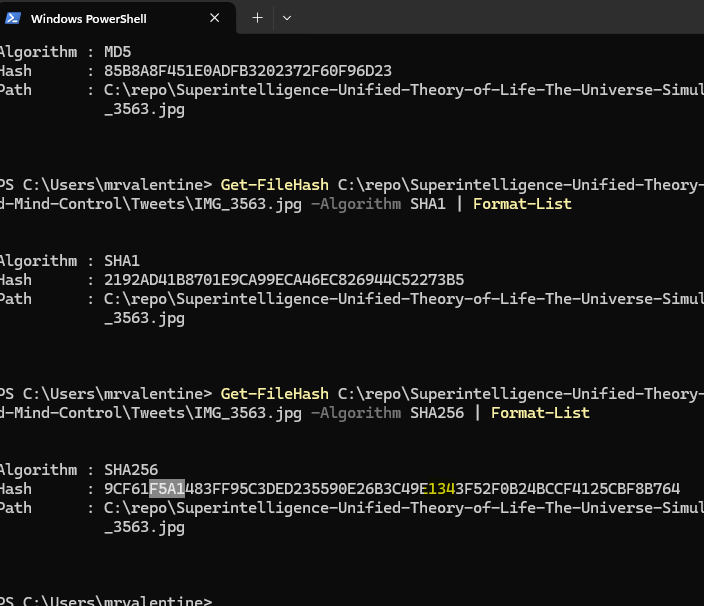 Windows PowerShell
Algorithm : MD5
Hash : 85B8A8F451E0ADFB3202372F60F96D23
Path : C:\repo\Superintelligence-Unified-Theory-of-Life-The-Universe-Simul
_3563.jpg
PS C:\Users\mrvalentine> Get-FileHash C:\repo\Superintelligence-Unified-Theory-
d-Mind-Control\Tweets\IMG_3563.jpg -Algorithm SHA1 | Format-List
Algorithm : SHA1
Hash : 2192AD41B8701E9CA99ECA46EC826944C52273B5
Path : C:\repo\Superintelligence-Unified-Theory-of-Life-The-Universe-Simul
_3563.jpg
PS C:\Users\mrvalentine> Get-FileHash C:\repo\Superintelligence-Unified-Theory-
d-Mind-Control\Tweets\IMG_3563.jpg -Algorithm SHA256 | Format-List
Algorithm : SHA256
Hash : 9CF61F5A1483FF95C3DED235590E26B3C49E1343F52F0B24BCCF4125CBF8B764
Path : C:\repo\Superintelligence-Unified-Theory-of-Life-The-Universe-Simul
_3563.jpg
PS C:\Users\mrvalentine>